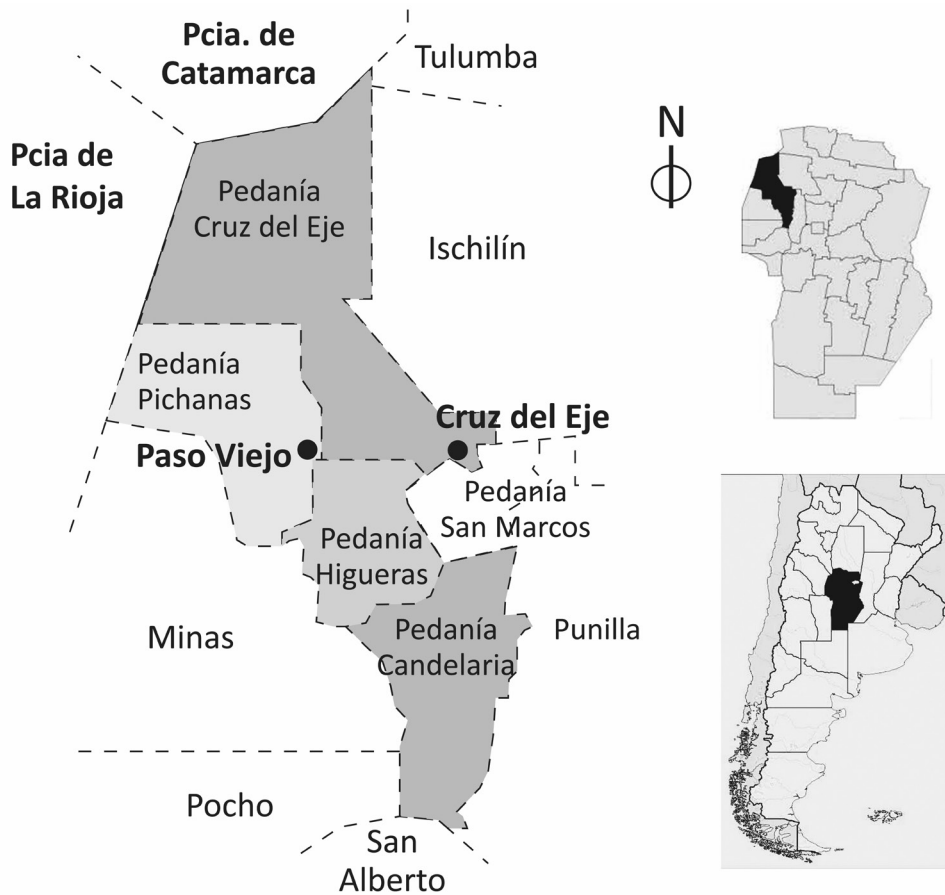 Pcia. de
Catamarca
Tulumba
Pcia de
La Rioja
N
Pedanía
Cruz del Eje
Ischilín
Pedanía
Pichanas
Cruz del Eje
Paso Viejo
Pedanía
San Marcos
Pedanía
Higueras
Minas
Pedanía
Candelaria
Punilla
Pocho
San
Alberto